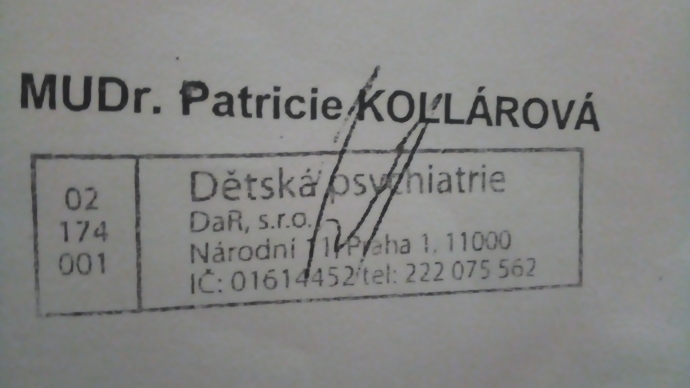 MUDr. Patricie KOLLÁROVÁ
02
174
001
Dětská psychiatrie
DaR, s.r.o.
Národní 11, Praha 1, 11000
IČ: 01614452 tel: 222 075 562